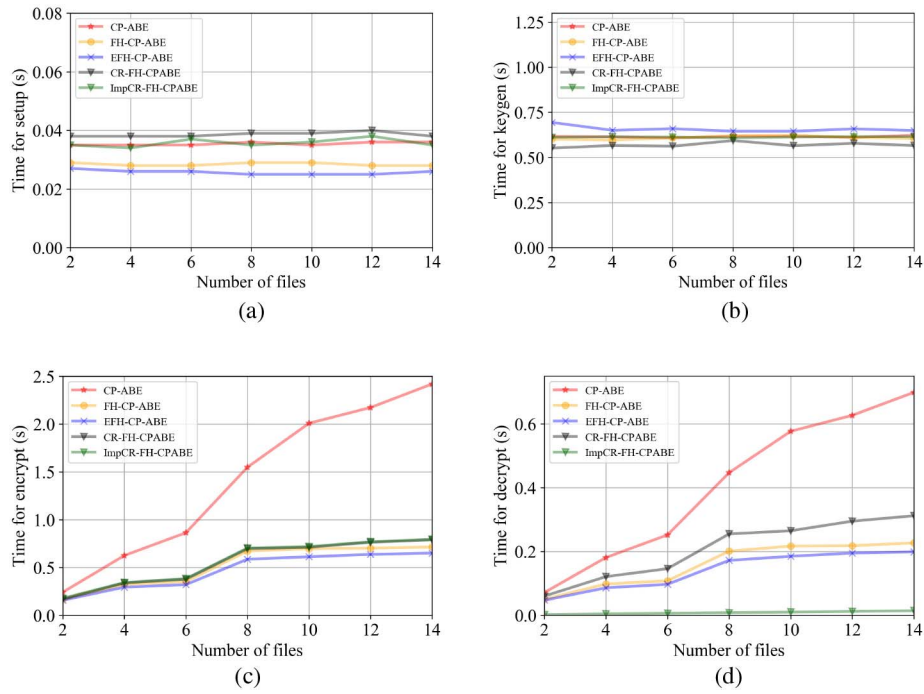 0.08
0.06
0.04
0.02
0.00
Time for setup (s)
CP-ABE
FH-CP-ABE
EFH-CP-ABE
CR-FH-CPABE
ImpCR-FH-CPABE
2 4 6 8 10 12 14
Number of files
(a)
1.25
1.00
0.75
0.50
0.25
0.00
Time for keygen (s)
CP-ABE
FH-CP-ABE
EFH-CP-ABE
CR-FH-CPABE
ImpCR-FH-CPABE
2 4 6 8 10 12 14
Number of files
(b)
2.5
2.0
1.5
1.0
0.5
0.0
Time for encrypt (s)
CP-ABE
FH-CP-ABE
EFH-CP-ABE
CR-FH-CPABE
ImpCR-FH-CPABE
2 4 6 8 10 12 14
Number of files
(c)
0.6
0.4
0.2
0.0
Time for decrypt (s)
CP-ABE
FH-CP-ABE
EFH-CP-ABE
CR-FH-CPABE
ImpCR-FH-CPABE
2 4 6 8 10 12 14
Number of files
(d)